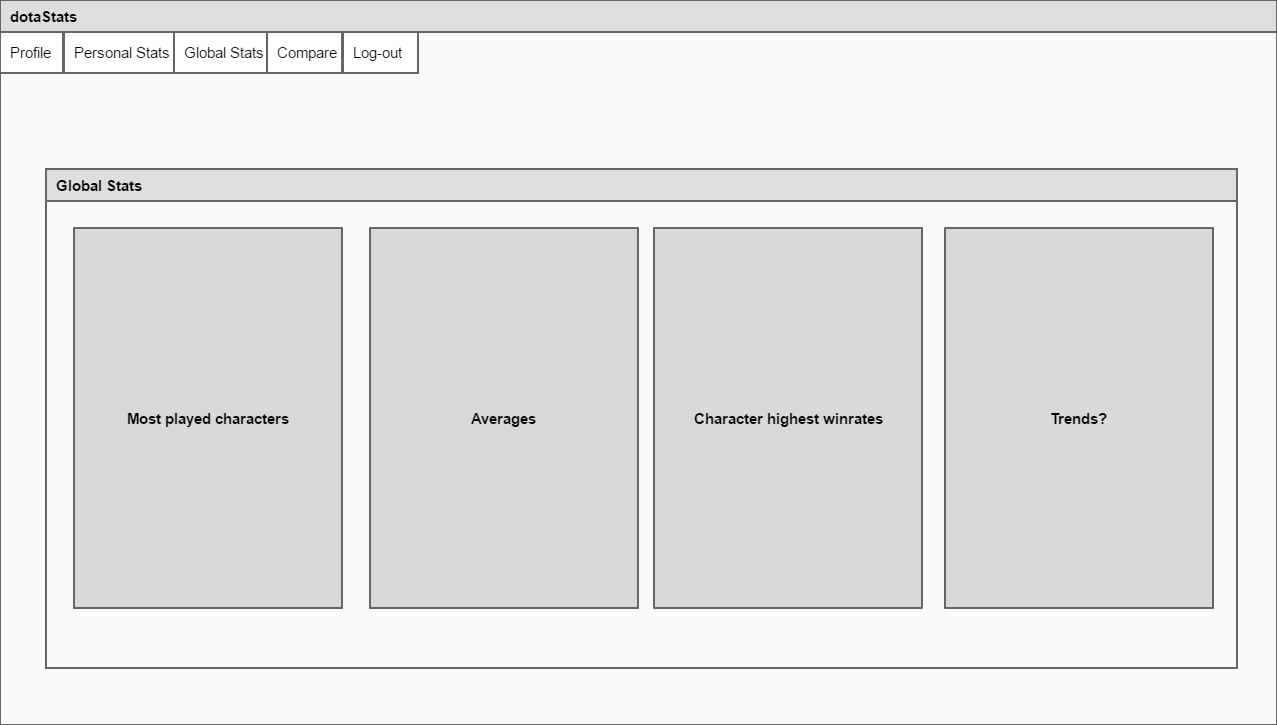 dotaStats
Profile Personal Stats Global Stats Compare Log-out
Global Stats
Most played characters Averages Character highest winrates Trends?